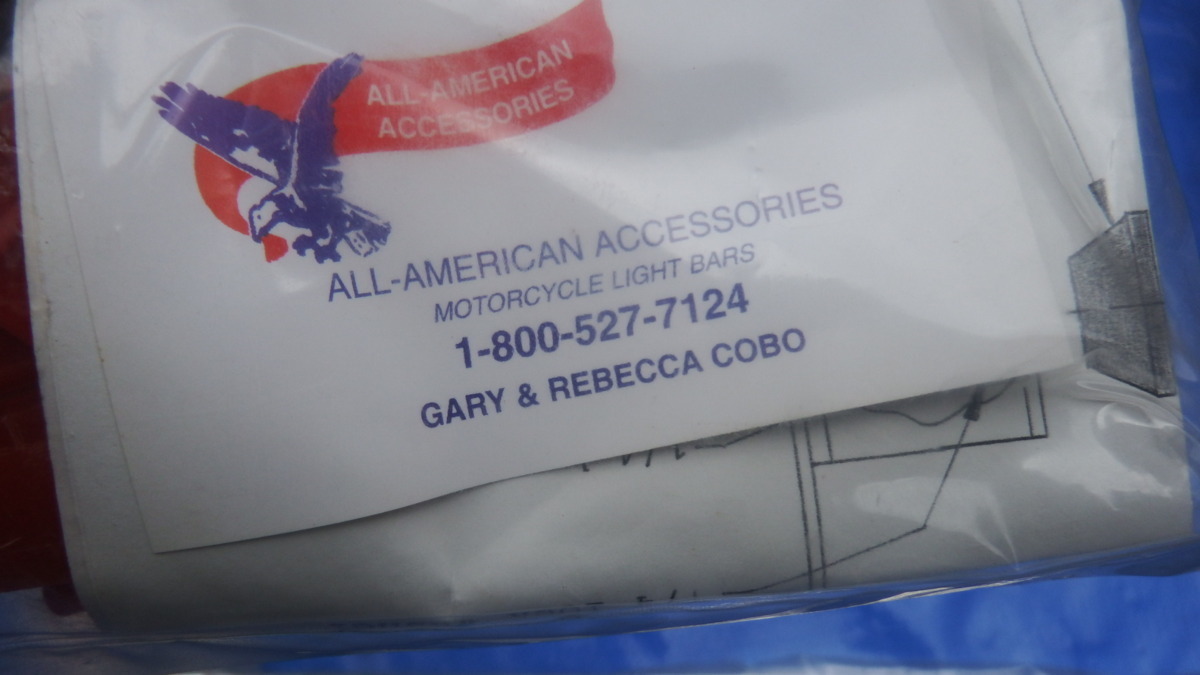 ALL-AMERICAN
ACCESSORIES
ALL-AMERICAN ACCESSORIES
MOTORCYCLE LIGHT BARS
1-800-527-7124
GARY & REBECCA COBO